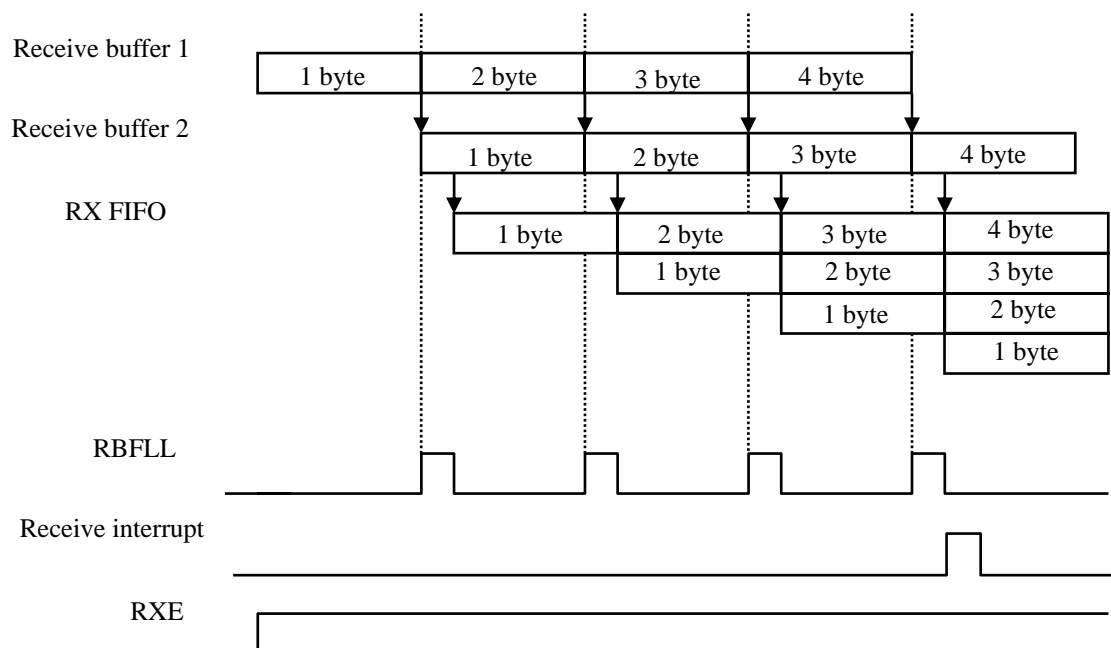 Receive buffer 1
1 byte 2 byte 3 byte 4 byte
Receive buffer 2
1 byte 2 byte 3 byte 4 byte
RX FIFO
1 byte 2 byte 3 byte 4 byte
1 byte 2 byte 3 byte
1 byte 2 byte
1 byte
RBFLL
Receive interrupt
RXE